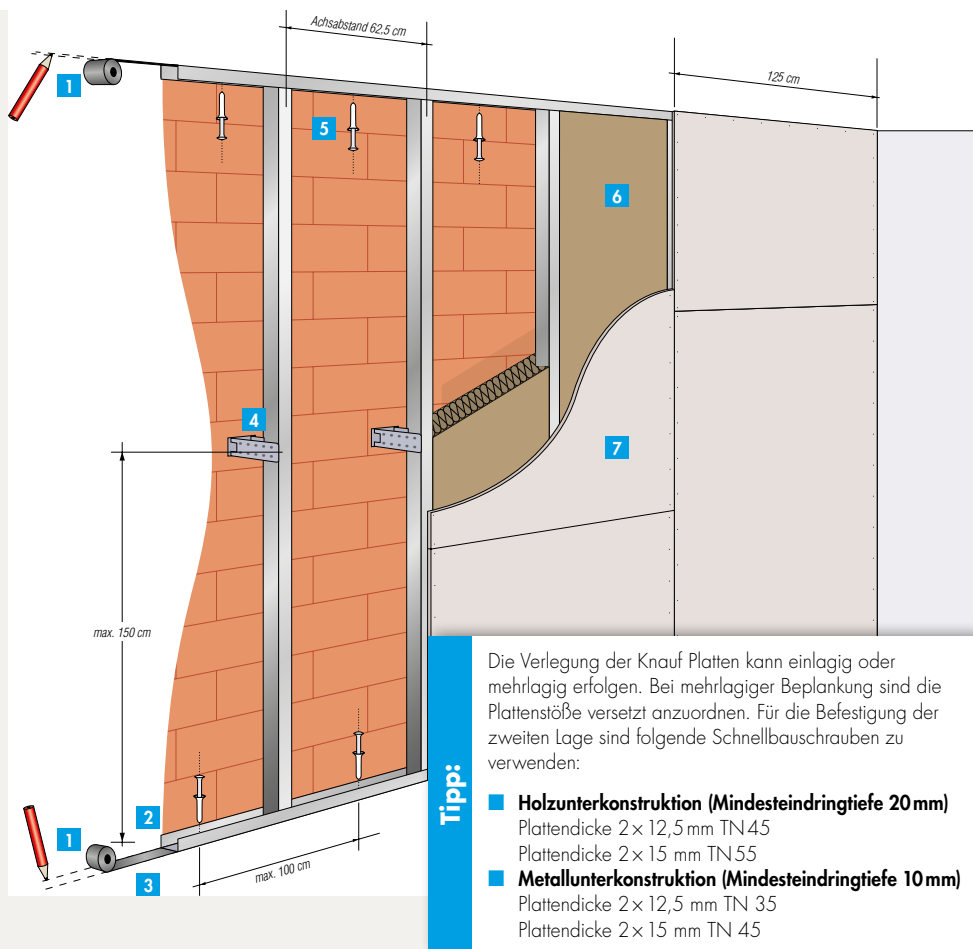 Achsabstand 62,5 cm
125 cm
1
5
6
4
7
max. 150 cm
2
1
3
max. 100 cm
Tipp:
Die Verlegung der Knauf Platten kann einlagig oder
mehrlagig erfolgen. Bei mehrlagiger Beplankung sind die
Plattenstöße versetzt anzuordnen. Für die Befestigung der
zweiten Lage sind folgende Schnellbauschrauben zu
verwenden:
Holzunterkonstruktion (Mindesteindringtiefe 20 mm)
Plattendicke 2 × 12,5 mm TN 45
Plattendicke 2 × 15 mm TN 55
Metallunterkonstruktion (Mindesteindringtiefe 10 mm)
Plattendicke 2 × 12,5 mm TN 35
Plattendicke 2 × 15 mm TN 45